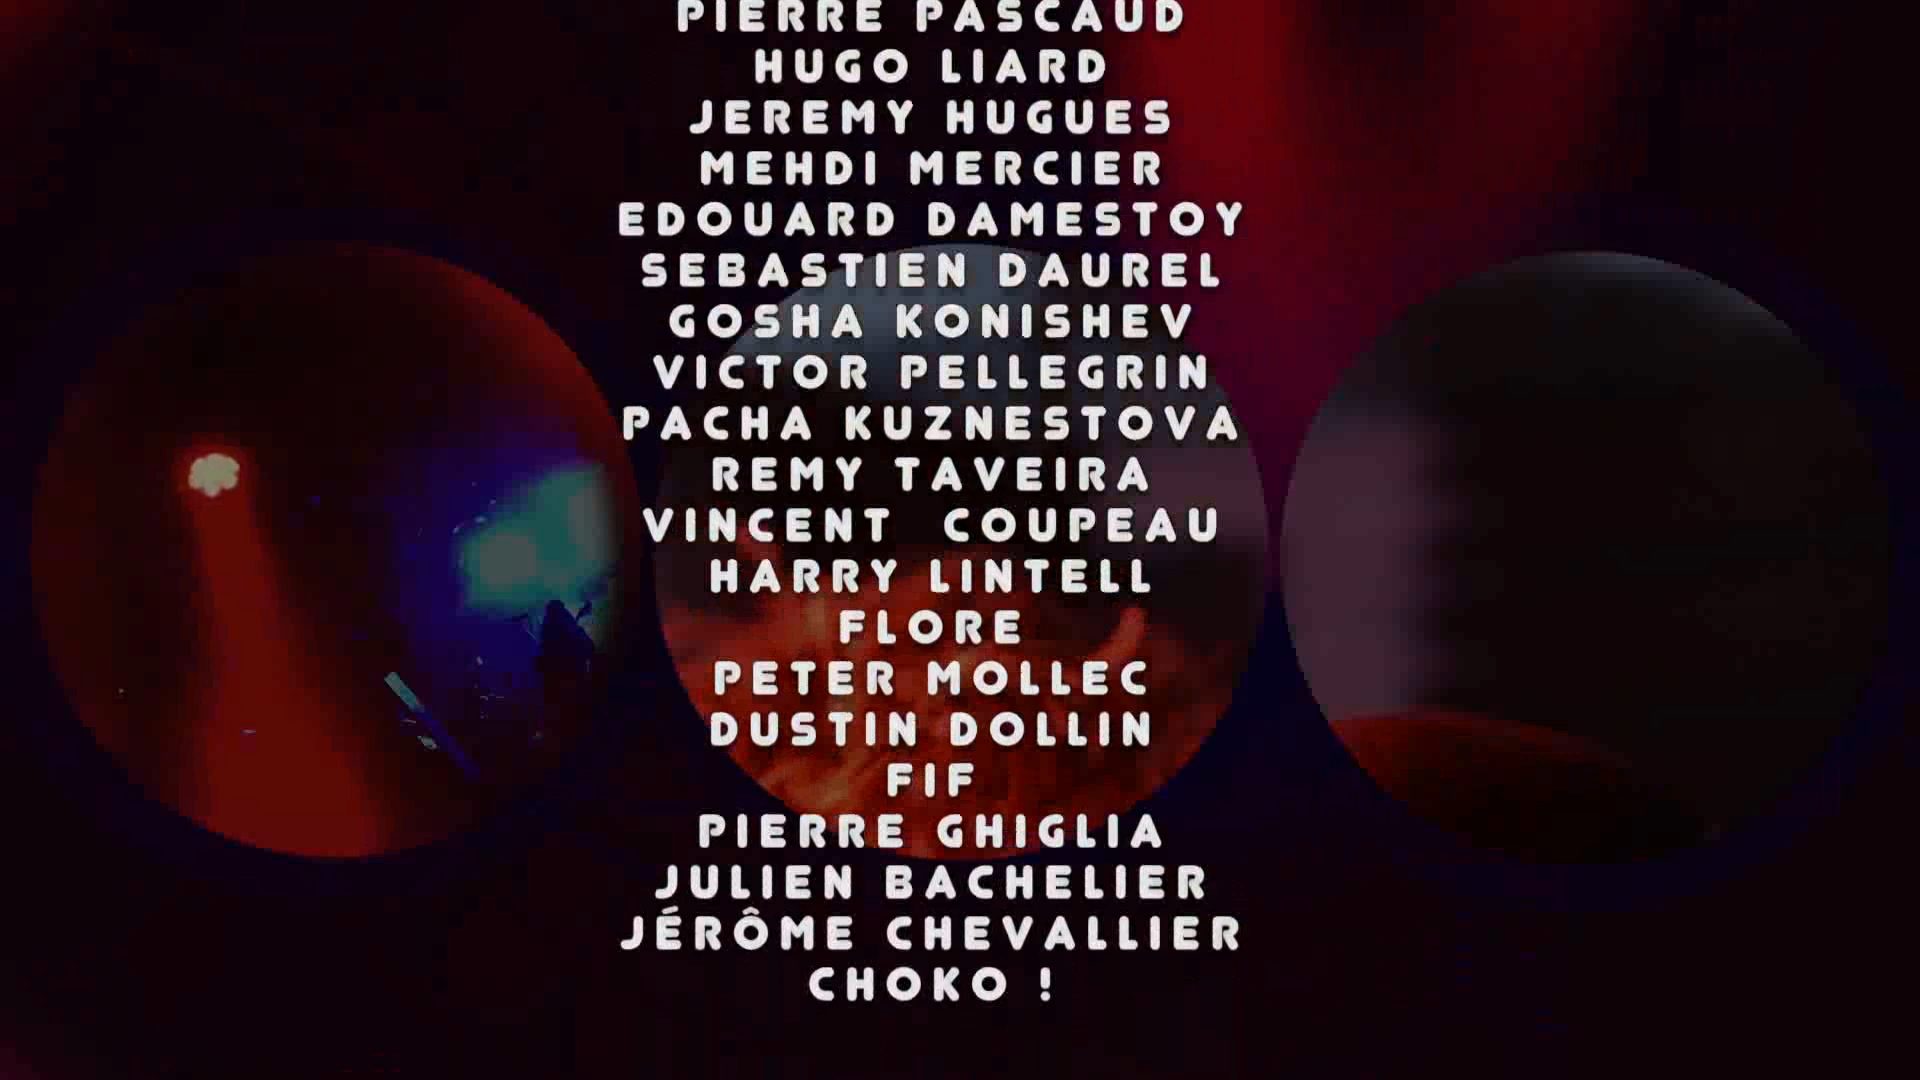 PIERRE PASCAUD
HUGO LIARD
JEREMY HUGUES
MEHDI MERCIER
EDOUARD DAMESTOY
SEBASTIEN DAUREL
GOSHA KONISHEV
VICTOR PELLEGRIN
PACHA KUZNESTOVA
REMY TAVEIRA
VINCENT COUPEAU
HARRY LINTELL
FLORE
PETER MOLLEC
DUSTIN DOLLIN
FIF
PIERRE GHIGLIA
JULIEN BACHELIER
JÉRÔME CHEVALLIER
CHOKO !